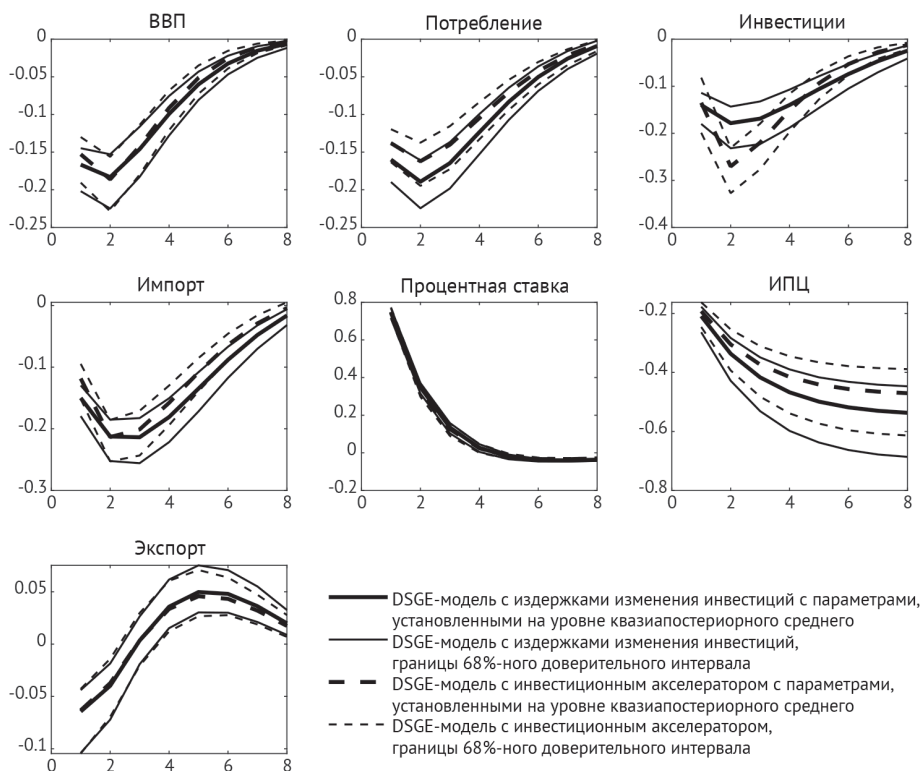 ВВП
0
-0.05
-0.1
-0.15
-0.2
-0.25
0 2 4 6 8
Потребление
0
-0.05
-0.1
-0.15
-0.2
-0.25
0 2 4 6 8
Инвестиции
0
-0.1
-0.2
-0.3
-0.4
0 2 4 6 8
Импорт
0
-0.1
-0.2
-0.3
0 2 4 6 8
Процентная ставка
0.8
0.6
0.4
0.2
0
-0.2
0 2 4 6 8
ИПЦ
-0.2
-0.4
-0.6
-0.8
0 2 4 6 8
Экспорт
0.05
0
-0.05
-0.1
0 2 4 6 8
DSGE-модель с издержками изменения инвестиций с параметрами,
установленными на уровне квазиапостериорного среднего
DSGE-модель с издержками изменения инвестиций,
границы 68%-ного доверительного интервала
DSGE-модель с инвестиционным акселератором с параметрами,
установленными на уровне квазиапостериорного среднего
DSGE-модель с инвестиционным акселератором,
границы 68%-ного доверительного интервала